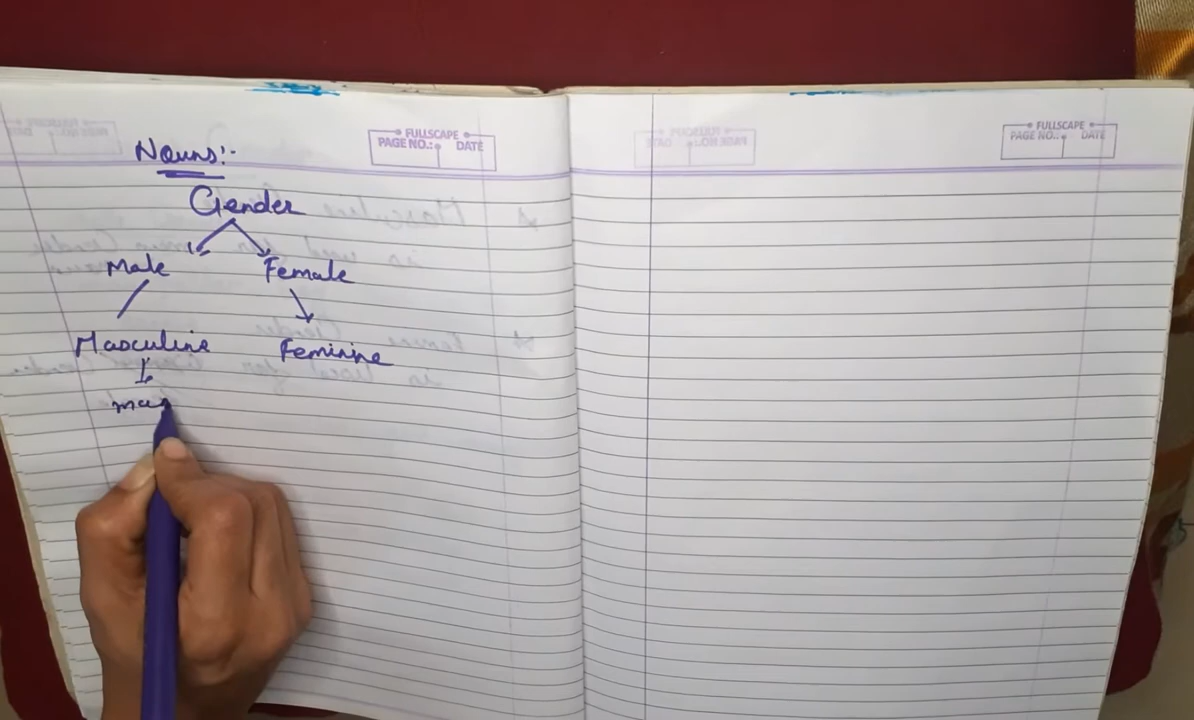 FULLSCAPE
PAGE NO.: DATE
FULLSCAPE
PAGE NO.: DATE
Nouns:-
Gender
Male Female
Masculine Feminine